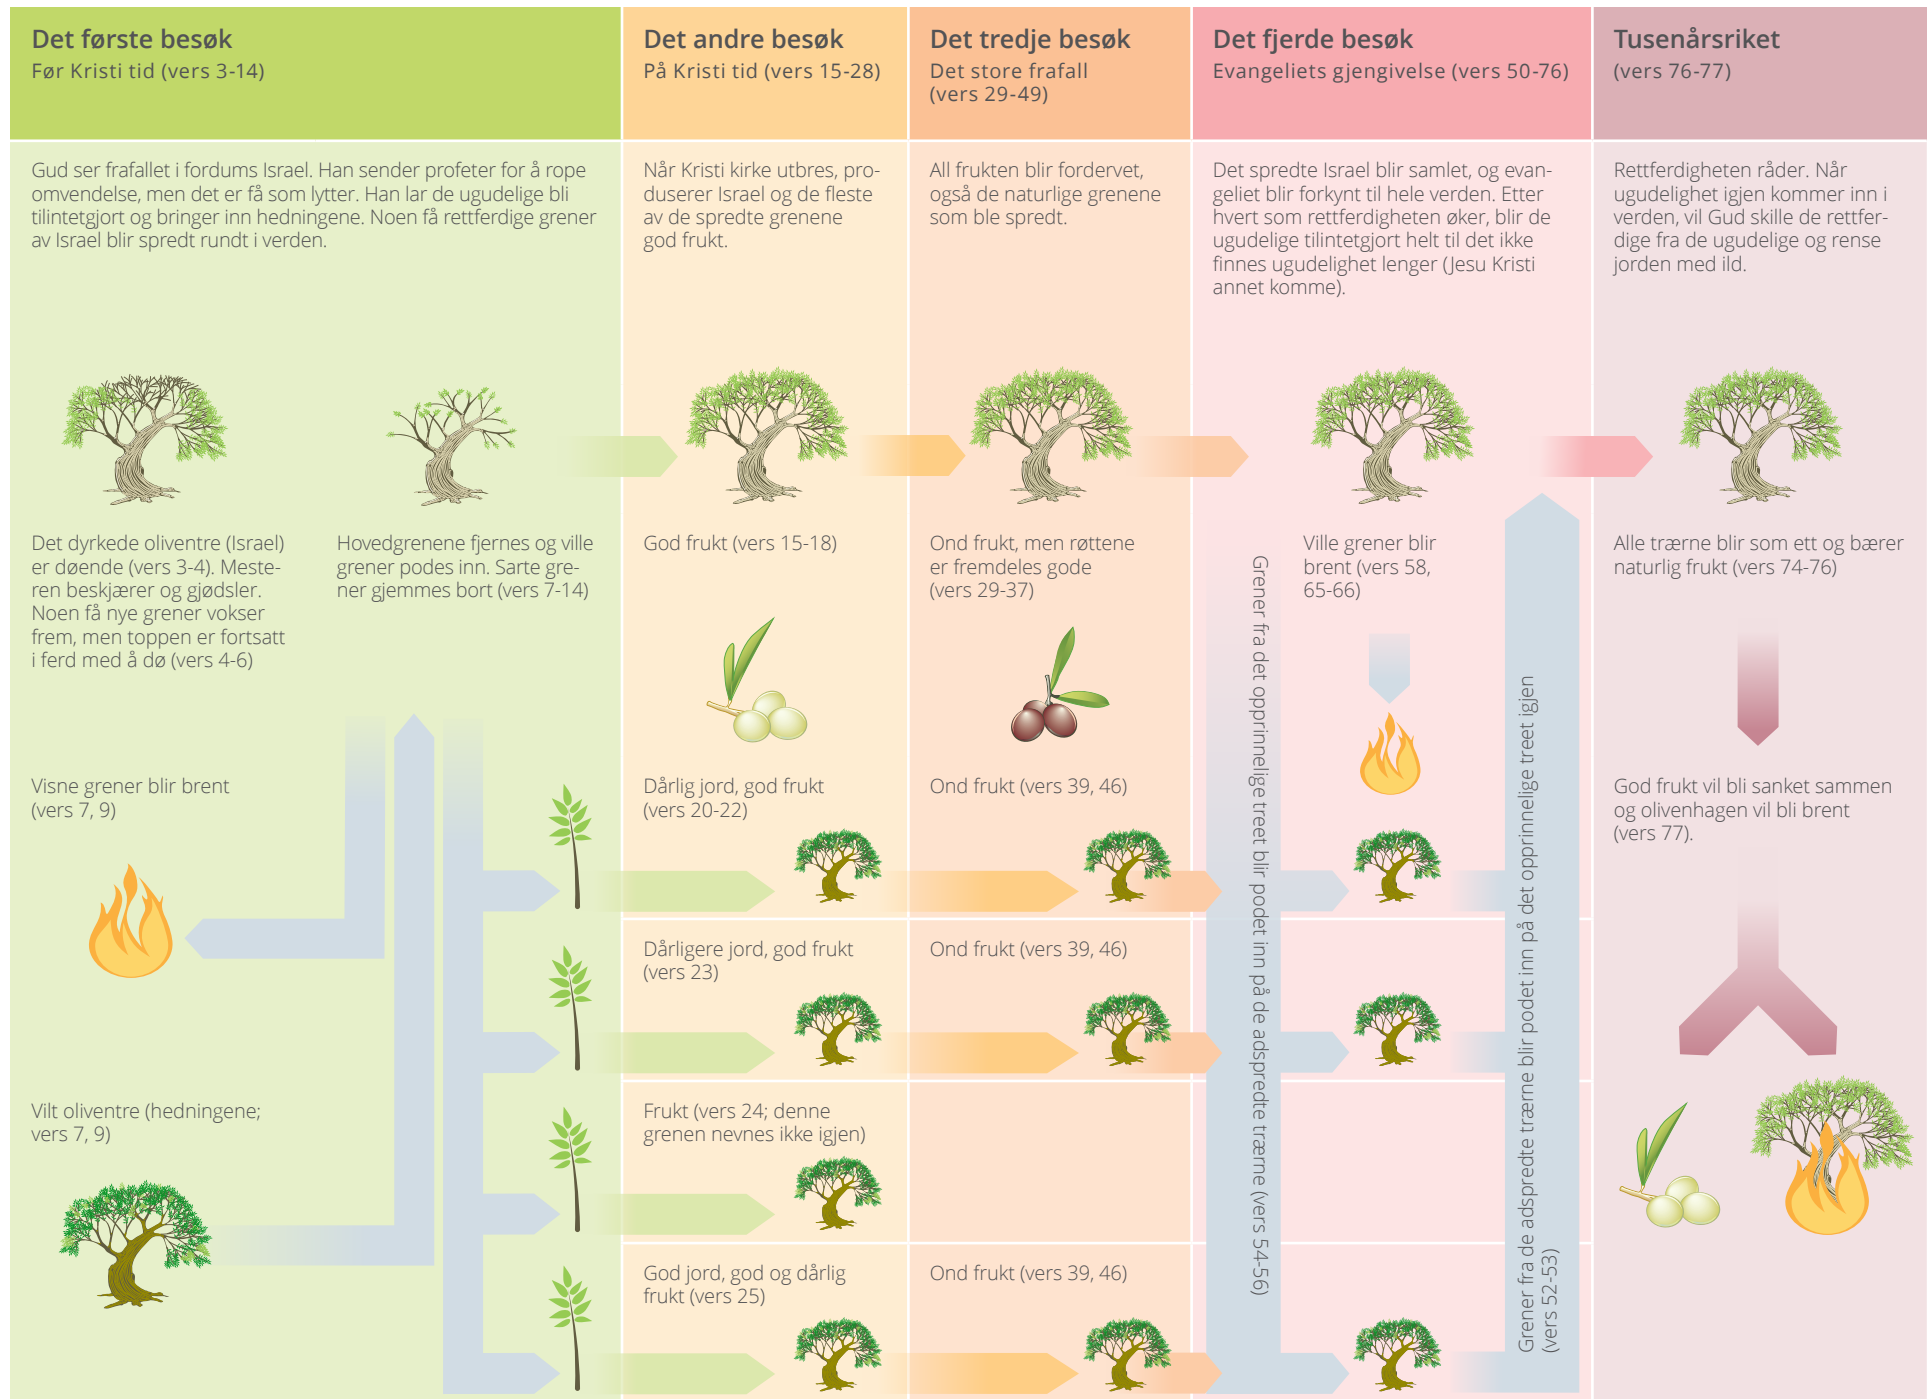 Det første besøk
Før Kristi tid (vers 3-14)
Det andre besøk
På Kristi tid (vers 15-28)
Det tredje besøk
Det store frafall
(vers 29-49)
Det fjerde besøk
Evangeliets gjengivelse (vers 50-76)
Tusenårsriket
(vers 76-77)
Gud ser frafallet i fordums Israel. Han sender profeter for å rope
omvendelse, men det er få som lytter. Han lar de ugudelige bli
tilintetgjort og bringer inn hedningene. Noen få rettferdige grener
av Israel blir spredt rundt i verden.
Når Kristi kirke utbres, pro-
duserer Israel og de fleste
av de spredte grenene
god frukt.
All frukten blir fordervet,
også de naturlige grenene
som ble spredt.
Det spredte Israel blir samlet, og evan-
geliet blir forkynt til hele verden. Etter
hvert som rettferdigheten øker, blir de
ugudelige tilintetgjort helt til det ikke
finnes ugudelighet lenger (Jesu Kristi
annet komme).
Rettferdigheten råder. Når
ugudelighet igjen kommer inn i
verden, vil Gud skille de rettfer-
dige fra de ugudelige og rense
jorden med ild.
Det dyrkede oliventre (Israel)
er døende (vers 3-4). Meste-
ren beskjærer og gjødsler.
Noen få nye grener vokser
frem, men toppen er fortsatt
i ferd med å dø (vers 4-6)
Hovedgrenene fjernes og ville
grener podes inn. Sarte gre-
ner gjemmes bort (vers 7-14)
God frukt (vers 15-18)
Ond frukt, men røttene
er fremdeles gode
(vers 29-37)
Ville grener blir
brent (vers 58,
65-66)
Alle trærne blir som ett og bærer
naturlig frukt (vers 74-76)
Visne grener blir brent
(vers 7, 9)
Dårlig jord, god frukt
(vers 20-22)
Ond frukt (vers 39, 46)
God frukt vil bli sanket sammen
og olivenhagen vil bli brent
(vers 77).
Dårligere jord, god frukt
(vers 23)
Ond frukt (vers 39, 46)
Vilt oliventre (hedningene;
vers 7, 9)
Frukt (vers 24; denne
grenen nevnes ikke igjen)
God jord, god og dårlig
frukt (vers 25)
Ond frukt (vers 39, 46)
Grener fra det opprinnelige treet blir podet inn på de adspredte trærne (vers 54-56)
Grener fra de adspredte trærne blir podet inn på det opprinnelige treet igjen
(vers 52-53)